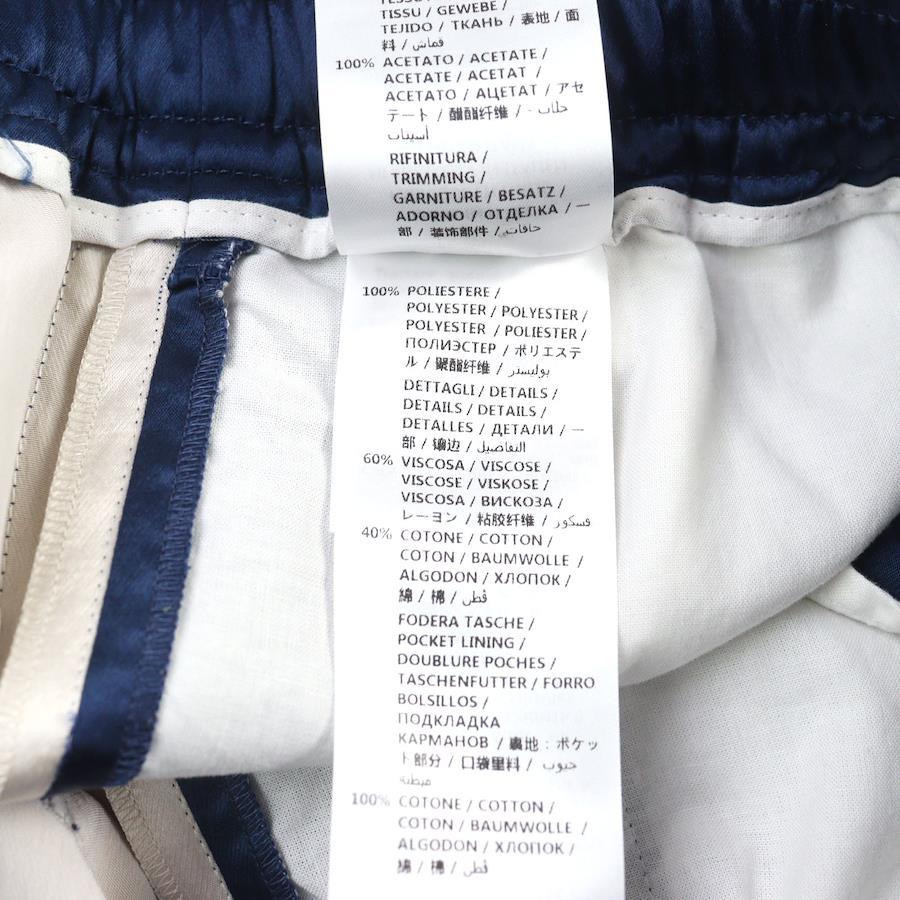 TISSU / GEWEBE /
TEJIDO / ТКАНЬ / 表地 / 面
料 / قماش
100% ACETATO / ACETATE /
ACETATE / ACETAT /
ACETATO / АЦЕТАТ / アセ
テート / 醋酯纤维 /
أسيتات
RIFINITURA /
TRIMMING /
GARNITURE / BESATZ /
ADORNO / ОТДЕЛКА / 一
部 / 装饰部件 / حافات
100% POLIESTERE /
POLYESTER / POLYESTER /
POLYESTER / POLIESTER /
ПОЛИЭСТЕР / ポリエステ
ル / 聚酯纤维 / بوليستر
DETTAGLI / DETAILS /
DETAILS / DETAILS /
DETALLES / ДЕТАЛИ / 一
部 / 镶边 / التفاصيل
60% VISCOSA / VISCOSE /
VISCOSE / VISKOSE /
VISCOSA / ВИСКОЗА /
レーヨン / 粘胶纤维 / فسكوز
40% COTONE / COTTON /
COTON / BAUMWOLLE /
ALGODON / ХЛОПОК /
綿 / 棉 / قطن
FODERA TASCHE /
POCKET LINING /
DOUBLURE POCHES /
TASCHENFUTTER / FORRO
BOLSILLOS /
ПОДКЛАДКА
КАРМАНОВ / 裏地：ポケッ
ト部分 / 口袋里料 / جيوب
مبطنة
100% COTONE / COTTON /
COTON / BAUMWOLLE /
ALGODON / ХЛОПОК /
綿 / 棉 / قطن